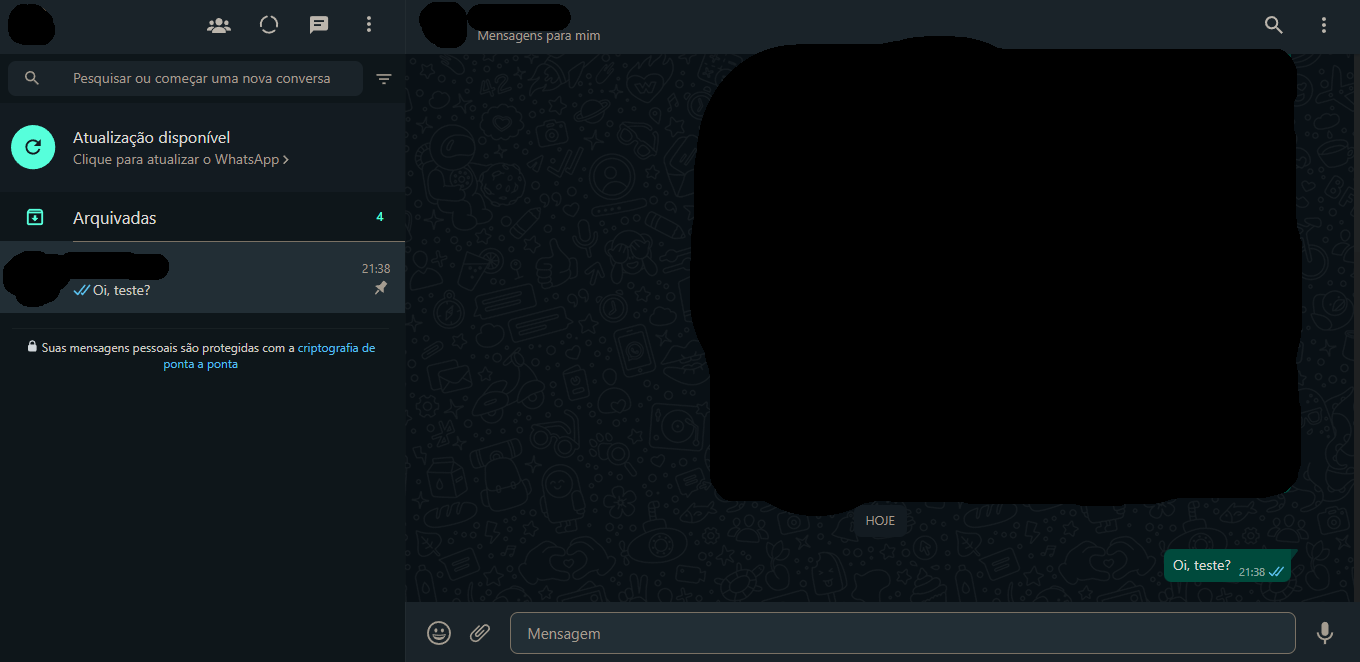 Mensagens para mim
Pesquisar ou começar uma nova conversa
Atualização disponível
Clique para atualizar o WhatsApp
Arquivadas
4
21:38
Oi, teste?
Suas mensagens pessoais são protegidas com a criptografia de
ponta a ponta
HOJE
Oi, teste? 21:38
Mensagem